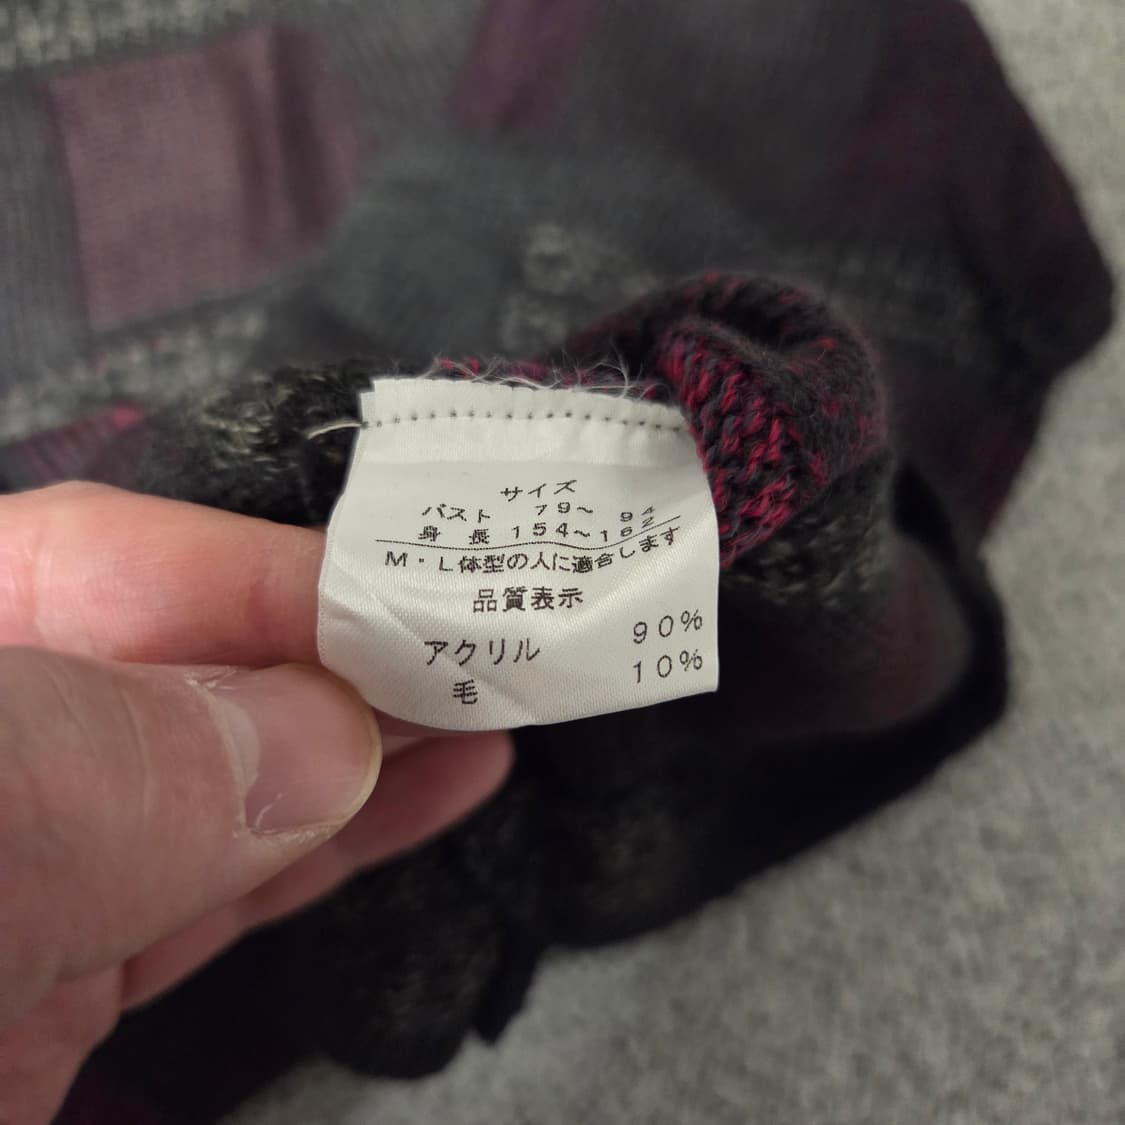 サイズ
バスト 79～94
身 長 154～162
M・L体型の人に適合します
品質表示
アクリル 90%
毛 10%